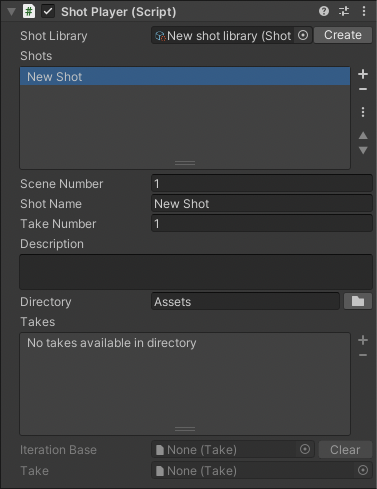 Shot Player (Script)
Shot Library New shot library (Shot Create
Shots
New Shot
Scene Number 1
Shot Name New Shot
Take Number 1
Description
Directory Assets
Takes
No takes available in directory
Iteration Base None (Take) Clear
Take None (Take)